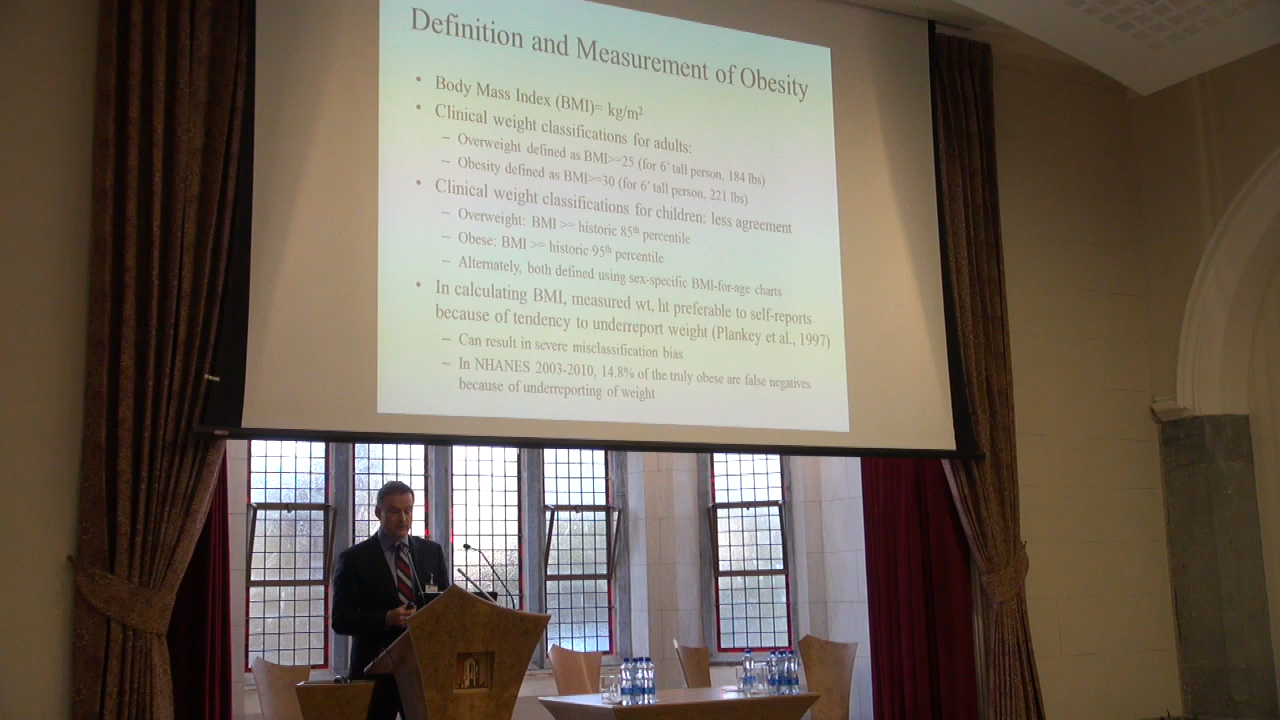 Definition and Measurement of Obesity
• Body Mass Index (BMI)= kg/m²
• Clinical weight classifications for adults:
– Overweight defined as BMI>=25 (for 6' tall person, 184 lbs)
– Obesity defined as BMI>=30 (for 6' tall person, 221 lbs)
• Clinical weight classifications for children: less agreement
– Overweight: BMI >= historic 85th percentile
– Obese: BMI >= historic 95th percentile
– Alternately, both defined using sex-specific BMI-for-age charts
• In calculating BMI, measured wt, ht preferable to self-reports
because of tendency to underreport weight (Plankey et al., 1997)
– Can result in severe misclassification bias
– In NHANES 2003-2010, 14.8% of the truly obese are false negatives
because of underreporting of weight